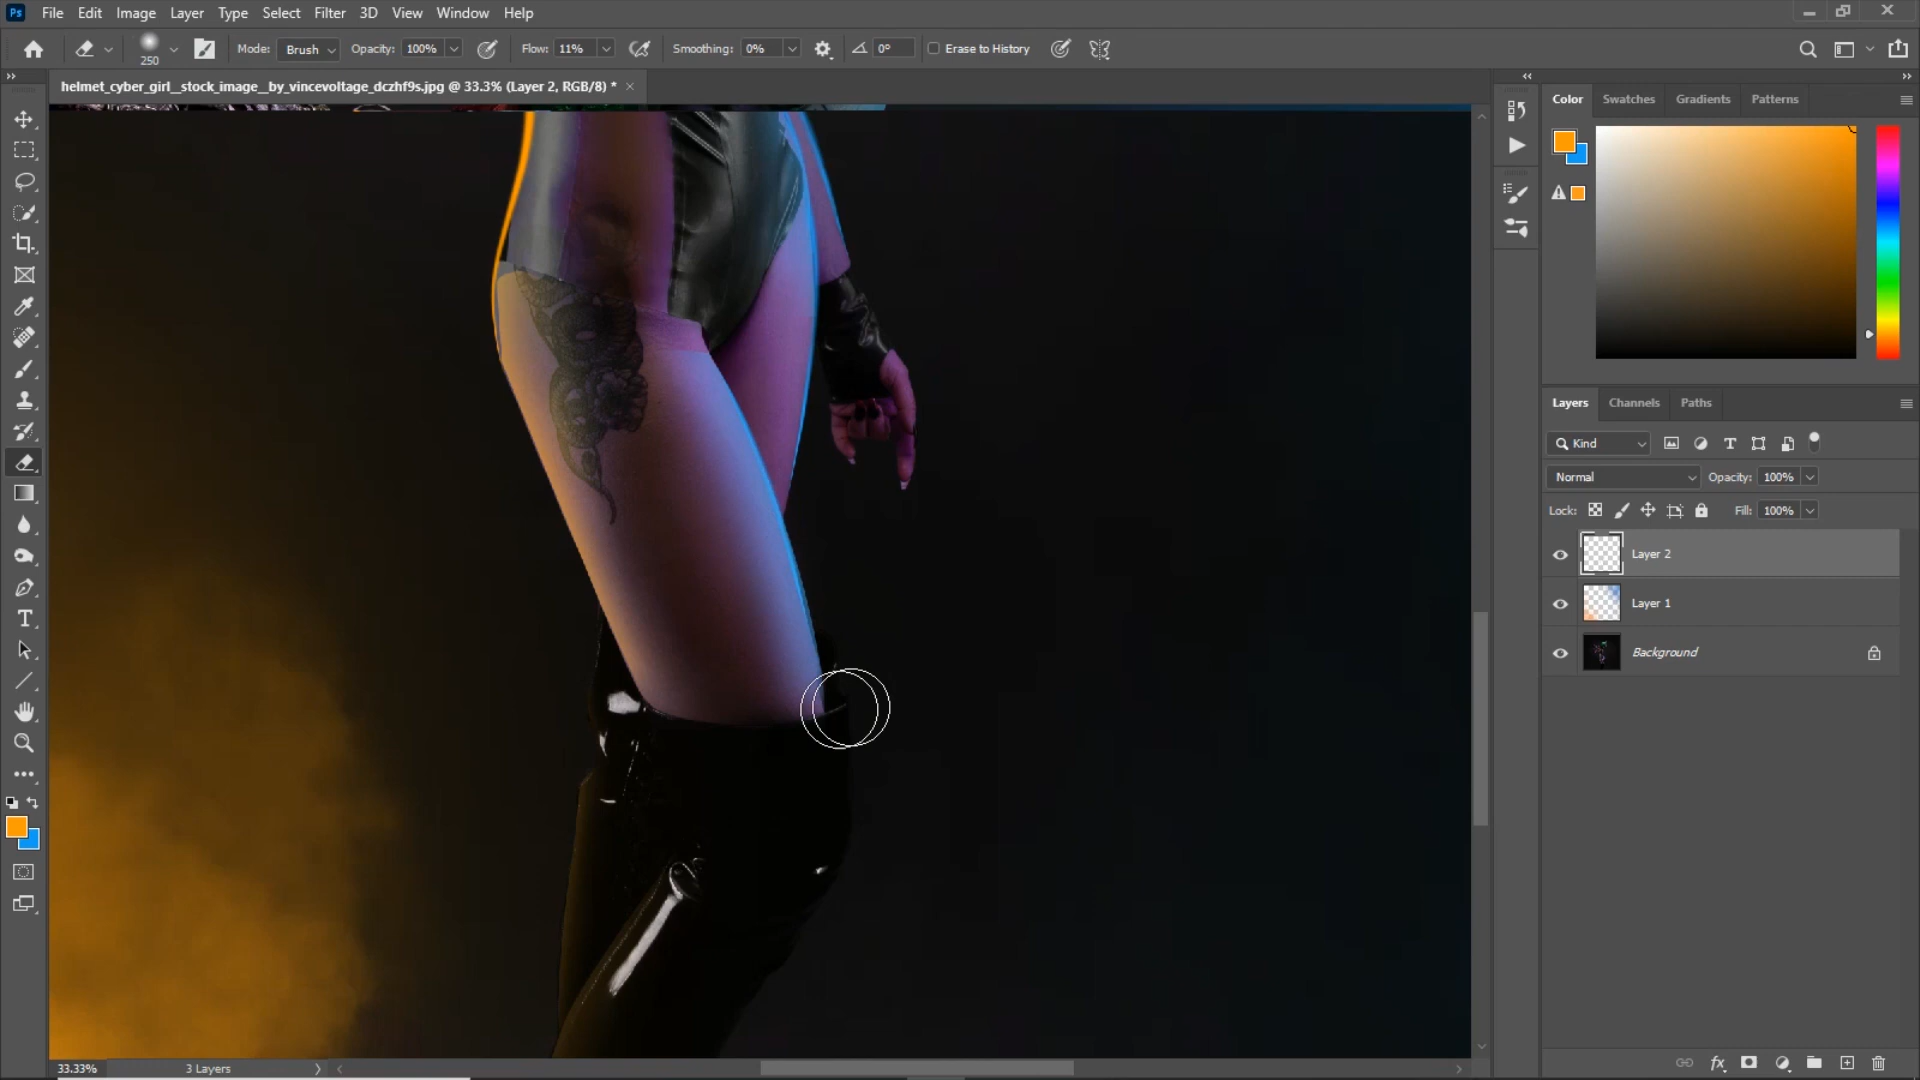 Ps File Edit Image Layer Type Select Filter 3D View Window Help
250 Mode: Brush Opacity: 100% Flow: 11% Smoothing: 0% 0° Erase to History
helmet_cyber_girl__stock_image__by_vincevoltage_dczhf9s.jpg @ 33.3% (Layer 2, RGB/8) *
Color Swatches Gradients Patterns
Layers Channels Paths
Kind
Normal Opacity: 100%
Lock: Fill: 100%
Layer 2
Layer 1
Background
33.33% 3 Layers
fx